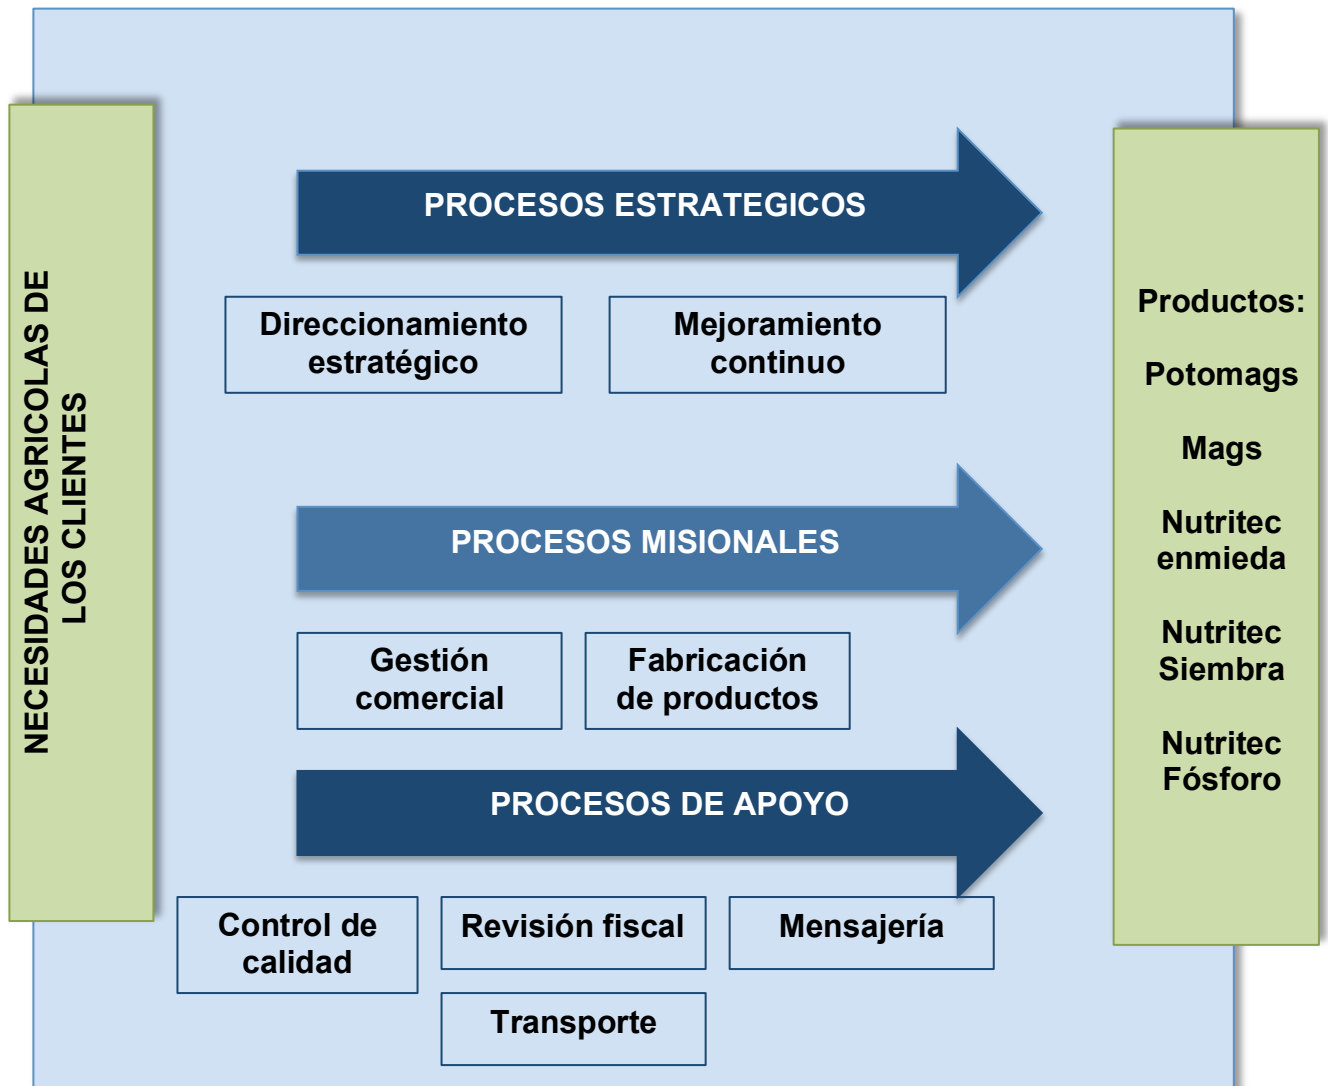 NECESIDADES AGRICOLAS DE
LOS CLIENTES
PROCESOS ESTRATEGICOS
Direccionamiento
estratégico
Mejoramiento
continuo
PROCESOS MISIONALES
Gestión
comercial
Fabricación
de productos
PROCESOS DE APOYO
Control de
calidad
Revisión fiscal
Mensajería
Transporte
Productos:
Potomags
Mags
Nutritec
enmieda
Nutritec
Siembra
Nutritec
Fósforo